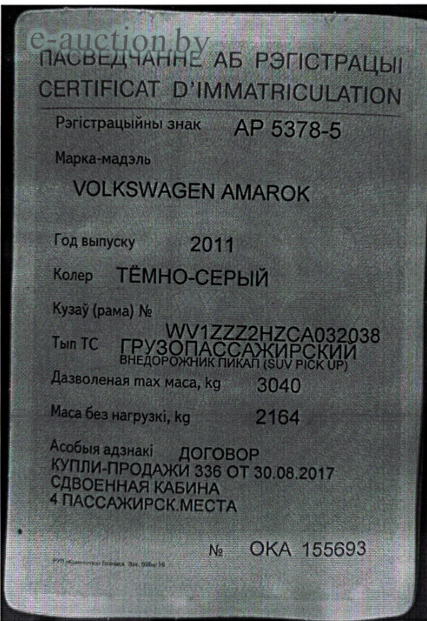 e-auction.by
ПАСВЕДЧАННЕ АБ РЭГІСТРАЦЫІ
CERTIFICAT D'IMMATRICULATION
Рэгістрацыйны знак АР 5378-5
Марка-мадэль
VOLKSWAGEN AMAROK
Год выпуску 2011
Колер ТЁМНО-СЕРЫЙ
Кузаў (рама) №
WV1ZZZ2HZCA032038
Тып ТС ГРУЗОПАССАЖИРСКИЙ
ВНЕДОРОЖНИК ПИКАП (SUV PICK UP)
Дазволеная max маса, kg 3040
Маса без нагрузкі, kg 2164
Асобыя адзнакі ДОГОВОР
КУПЛИ-ПРОДАЖИ 336 ОТ 30.08.2017
СДВОЕННАЯ КАБИНА
4 ПАССАЖИРСК.МЕСТА
№ ОКА 155693